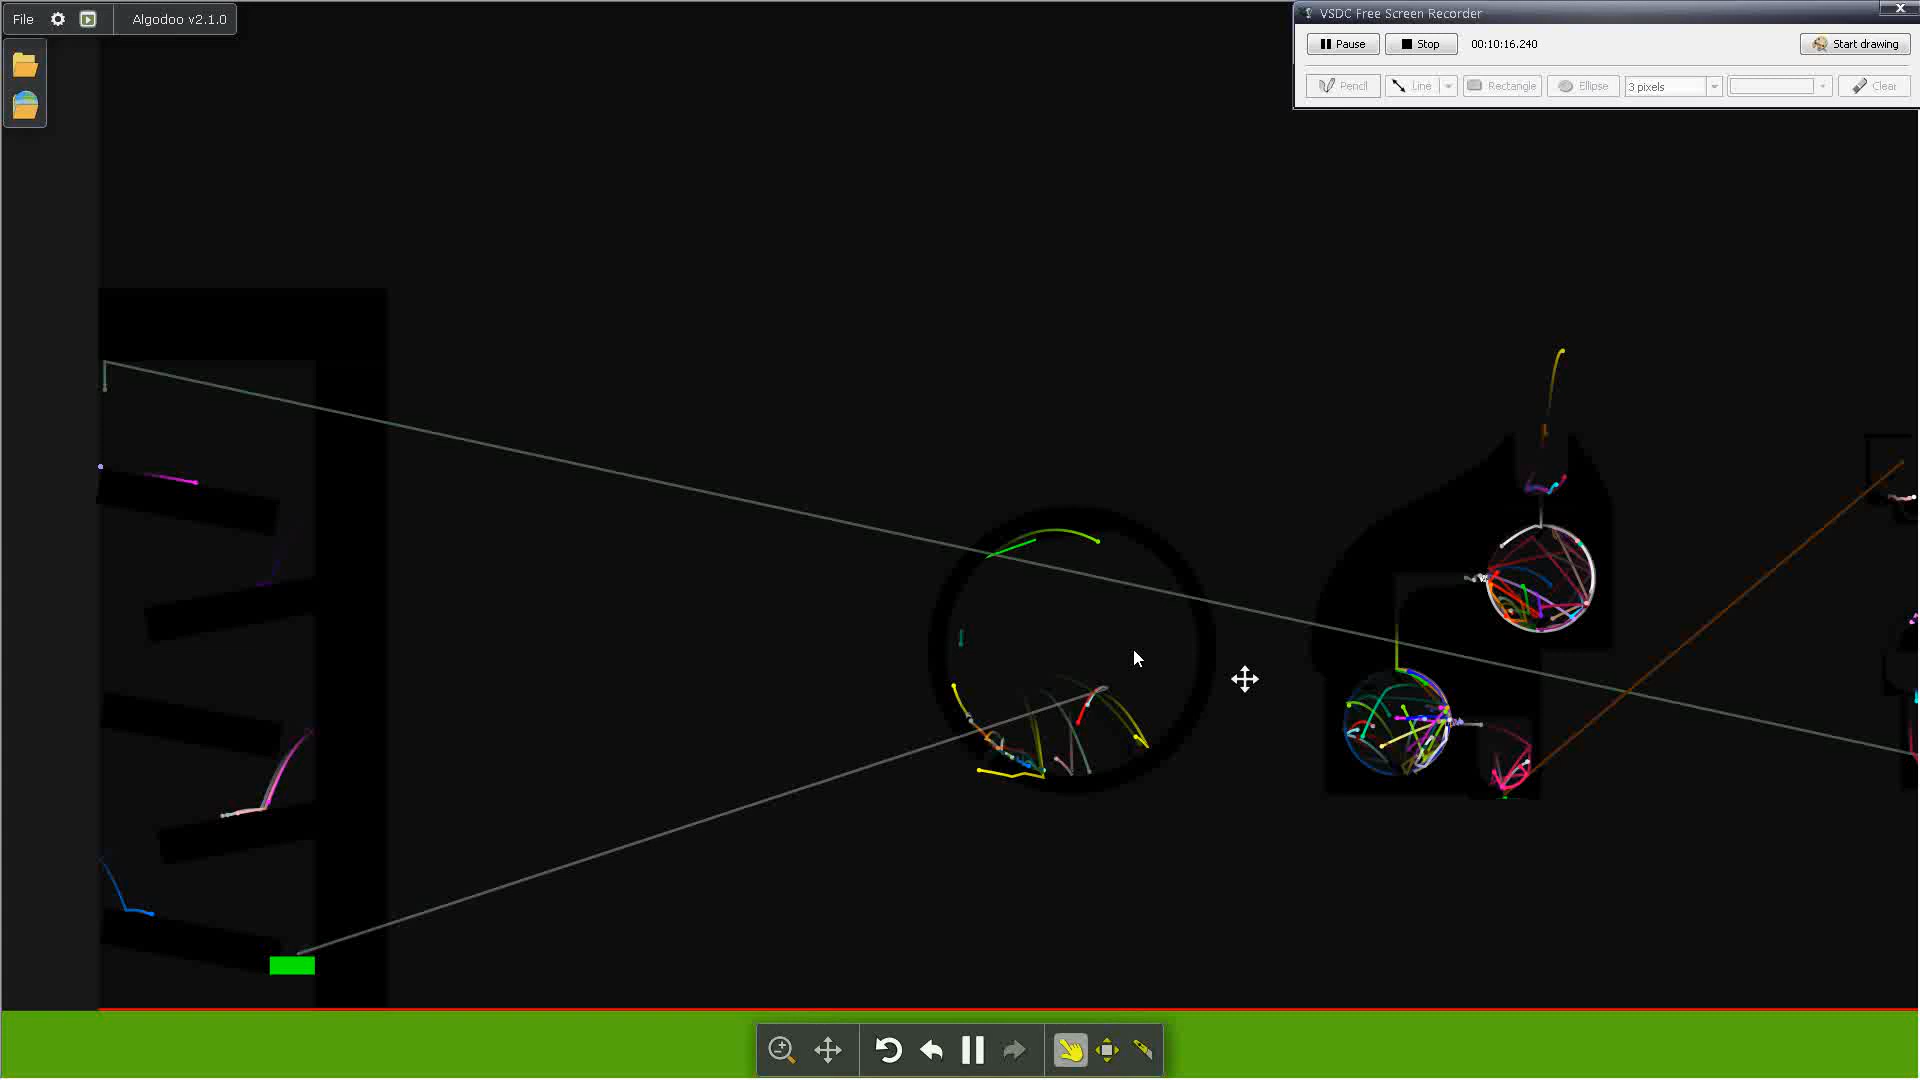 File Algodoo v2.1.0
VSDC Free Screen Recorder
Pause Stop 00:10:16.240 Start drawing
Pencil Line Rectangle Ellipse 3 pixels Clear